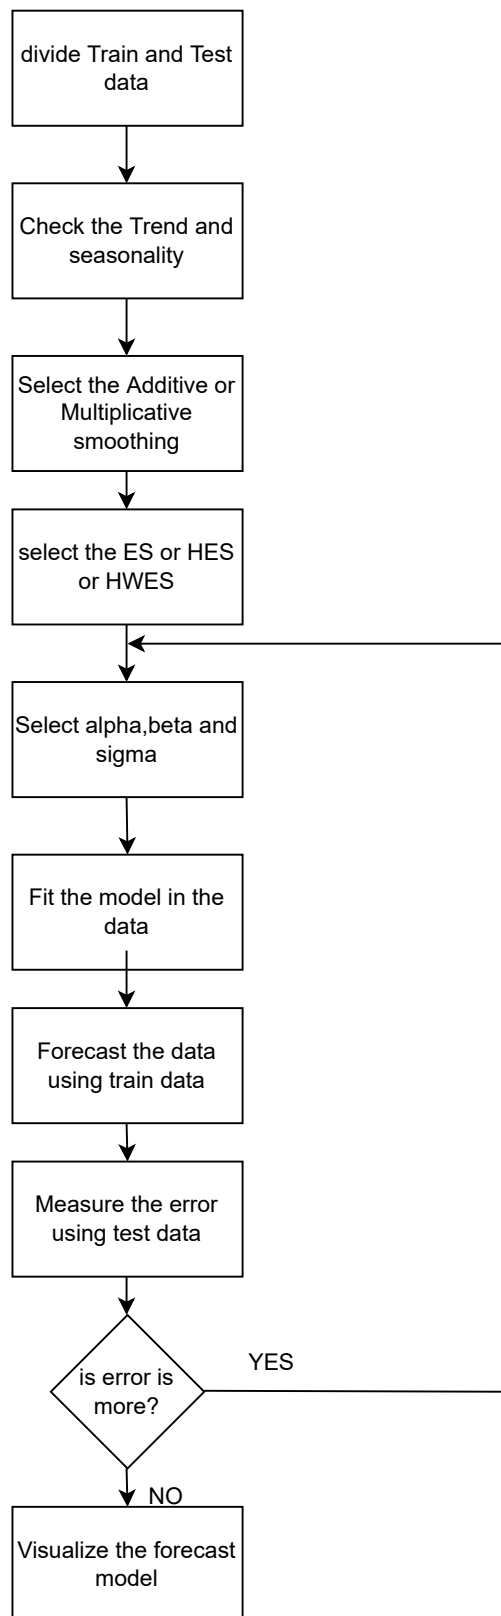 divide Train and Test
data
Check the Trend and
seasonality
Select the Additive or
Multiplicative
smoothing
select the ES or HES
or HWES
Select alpha,beta and
sigma
Fit the model in the
data
Forecast the data
using train data
Measure the error
using test data
is error is
more?
YES
NO
Visualize the forecast
model